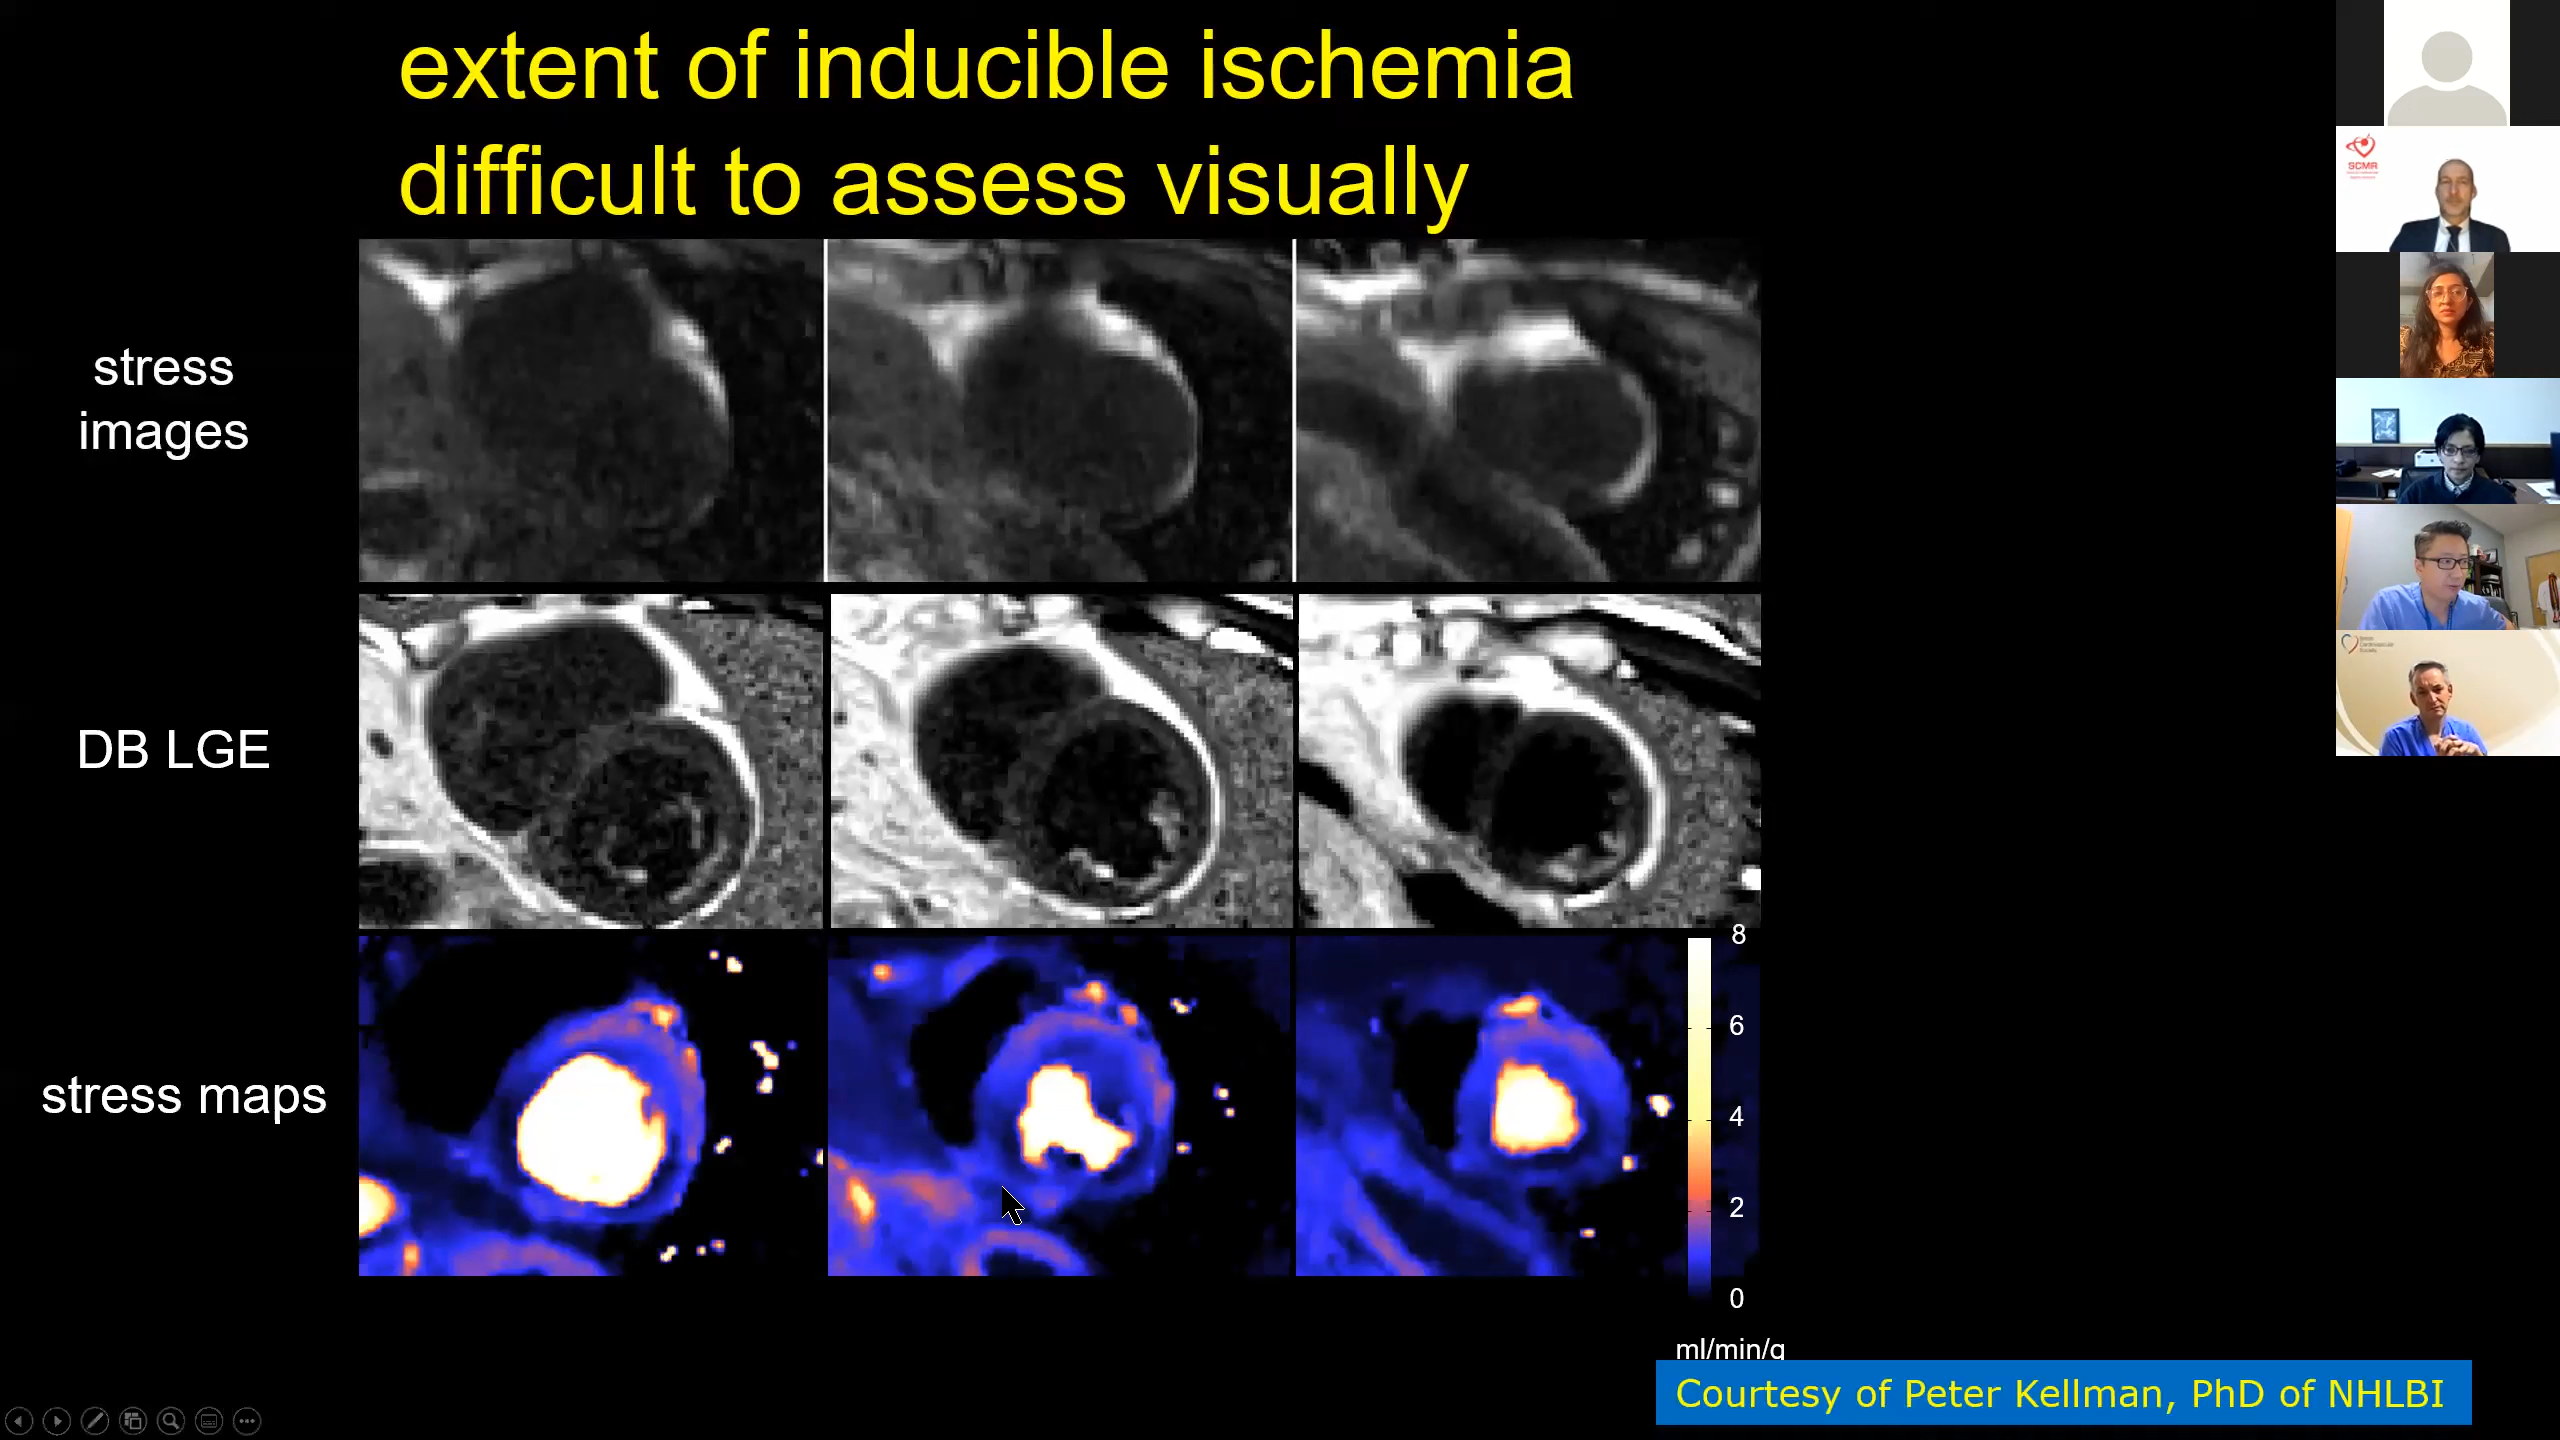 extent of inducible ischemia
difficult to assess visually
SCMR
stress
images
DB LGE
stress maps
8
6
4
2
0
ml/min/g
Courtesy of Peter Kellman, PhD of NHLBI